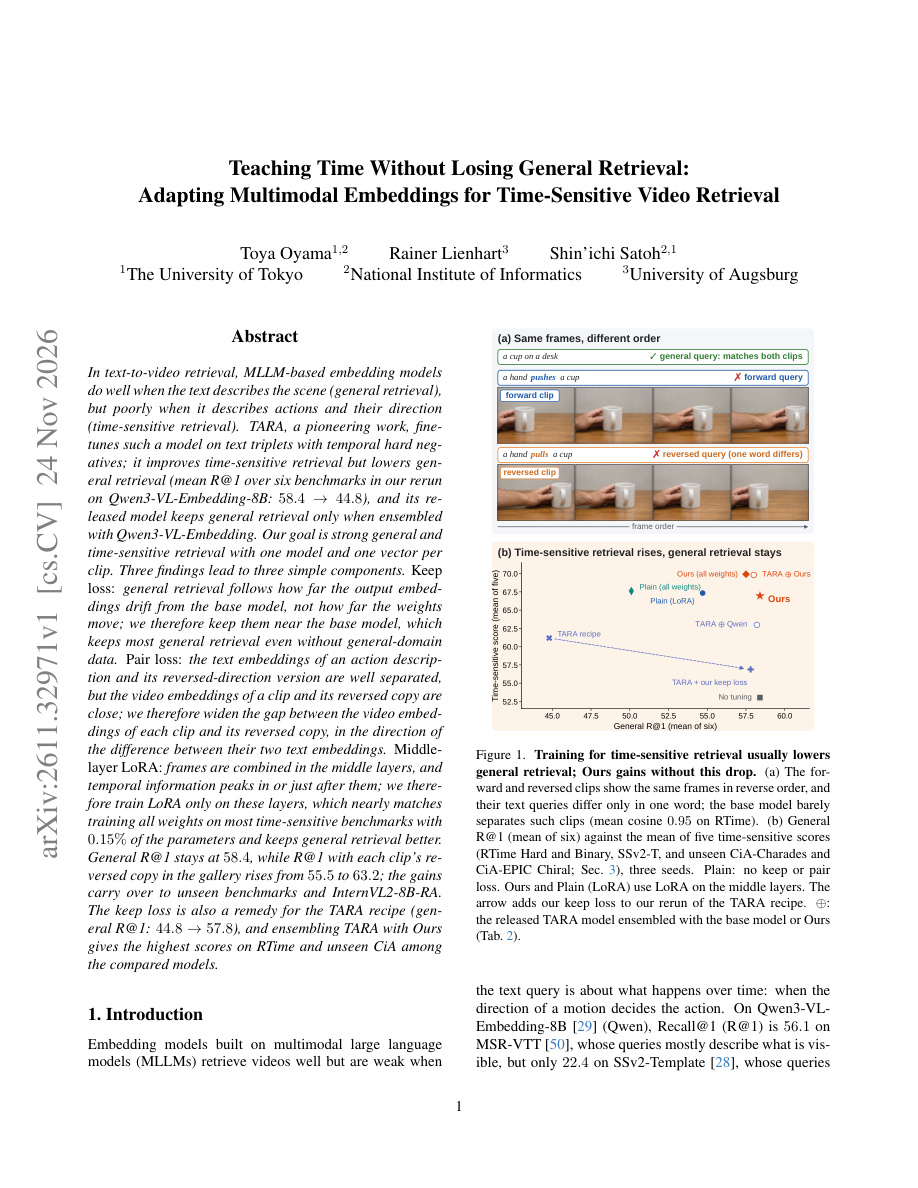 Teaching Time Without Losing General Retrieval:
Adapting Multimodal Embeddings for Time-Sensitive Video Retrieval
Toya Oyama1,2 Rainer Lienhart3 Shin'ichi Satoh2,1
1The University of Tokyo 2National Institute of Informatics 3University of Augsburg
arXiv:2611.32971v1 [cs.CV] 24 Nov 2026
Abstract
In text-to-video retrieval, MLLM-based embedding models
do well when the text describes the scene (general retrieval),
but poorly when it describes actions and their direction
(time-sensitive retrieval). TARA, a pioneering work, fine-
tunes such a model on text triplets with temporal hard neg-
atives; it improves time-sensitive retrieval but lowers gen-
eral retrieval (mean R@1 over six benchmarks in our rerun
on Qwen3-VL-Embedding-8B: 58.4 → 44.8), and its re-
leased model keeps general retrieval only when ensembled
with Qwen3-VL-Embedding. Our goal is strong general and
time-sensitive retrieval with one model and one vector per
clip. Three findings lead to three simple components. Keep
loss: general retrieval follows how far the output embed-
dings drift from the base model, not how far the weights
move; we therefore keep them near the base model, which
keeps most general retrieval even without general-domain
data. Pair loss: the text embeddings of an action descrip-
tion and its reversed-direction version are well separated,
but the video embeddings of a clip and its reversed copy are
close; we therefore widen the gap between the video embed-
dings of each clip and its reversed copy, in the direction of
the difference between their two text embeddings. Middle-
layer LoRA: frames are combined in the middle layers, and
temporal information peaks in or just after them; we there-
fore train LoRA only on these layers, which nearly matches
training all weights on most time-sensitive benchmarks with
0.15% of the parameters and keeps general retrieval better.
General R@1 stays at 58.4, while R@1 with each clip's re-
versed copy in the gallery rises from 55.5 to 63.2; the gains
carry over to unseen benchmarks and InternVL2-8B-RA.
The keep loss is also a remedy for the TARA recipe (gen-
eral R@1: 44.8 → 57.8), and ensembling TARA with Ours
gives the highest scores on RTime and unseen CiA among
the compared models.
1. Introduction
Embedding models built on multimodal large language
models (MLLMs) retrieve videos well but are weak when
(a) Same frames, different order
a cup on a desk ✓ general query: matches both clips
a hand pushes a cup ✗ forward query
forward clip
a hand pulls a cup ✗ reversed query (one word differs)
reversed clip
frame order
(b) Time-sensitive retrieval rises, general retrieval stays
Time-sensitive score (mean of five)
70.0
67.5
65.0
62.5
60.0
57.5
55.0
52.5
Ours (all weights)
TARA ⊕ Ours
Plain (all weights)
Plain (LoRA)
Ours
TARA ⊕ Qwen
TARA recipe
TARA + our keep loss
No tuning
45.0 47.5 50.0 52.5 55.0 57.5 60.0
General R@1 (mean of six)
Figure 1. Training for time-sensitive retrieval usually lowers
general retrieval; Ours gains without this drop. (a) The for-
ward and reversed clips show the same frames in reverse order, and
their text queries differ only in one word; the base model barely
separates such clips (mean cosine 0.95 on RTime). (b) General
R@1 (mean of six) against the mean of five time-sensitive scores
(RTime Hard and Binary, SSv2-T, and unseen CiA-Charades and
CiA-EPIC Chiral; Sec. 3), three seeds. Plain: no keep or pair
loss. Ours and Plain (LoRA) use LoRA on the middle layers. The
arrow adds our keep loss to our rerun of the TARA recipe. ⊕:
the released TARA model ensembled with the base model or Ours
(Tab. 2).
the text query is about what happens over time: when the
direction of a motion decides the action. On Qwen3-VL-
Embedding-8B [29] (Qwen), Recall@1 (R@1) is 56.1 on
MSR-VTT [50], whose queries mostly describe what is vis-
ible, but only 22.4 on SSv2-Template [28], whose queries
1